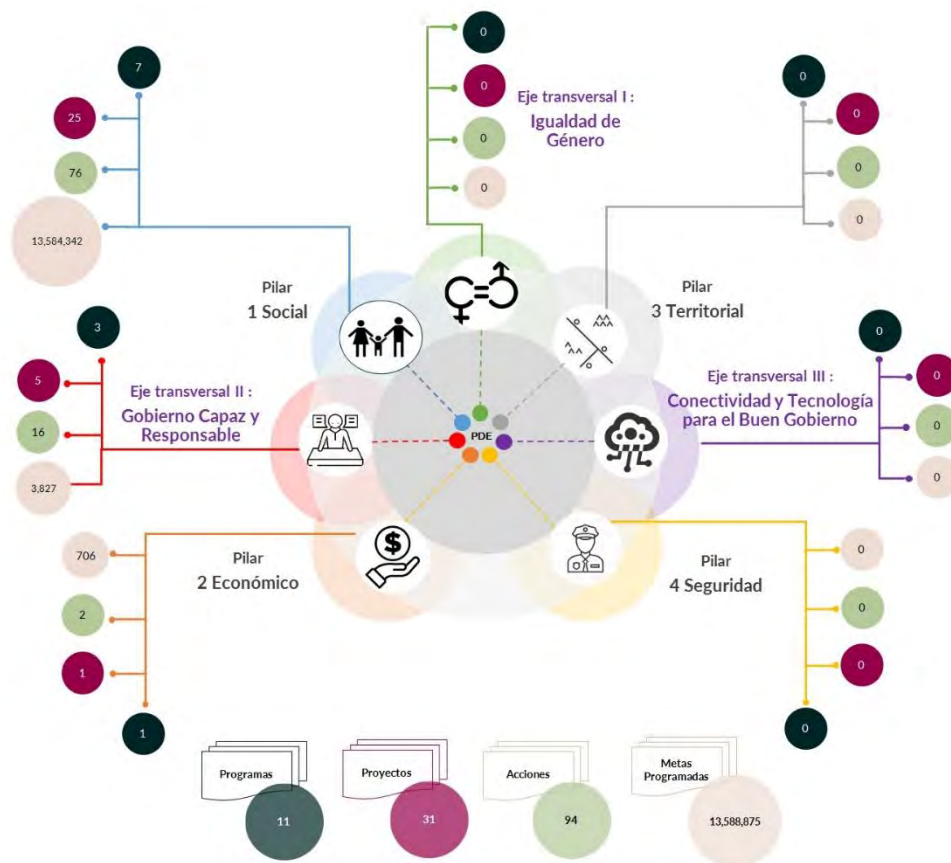 0
7
0
25
0
Eje transversal I :
Igualdad de
Género
0
76
0
0
0
0
13,584,342
Pilar
1 Social
Pilar
3 Territorial
3
0
5
Eje transversal II :
Gobierno Capaz y
Responsable
16
3,827
Eje transversal III :
Conectividad y Tecnología
para el Buen Gobierno
0
0
0
PDE
706
Pilar
2 Económico
2
1
1
Pilar
4 Seguridad
0
0
0
0
Programas
11
Proyectos
31
Acciones
94
Metas
Programadas
13,588,875